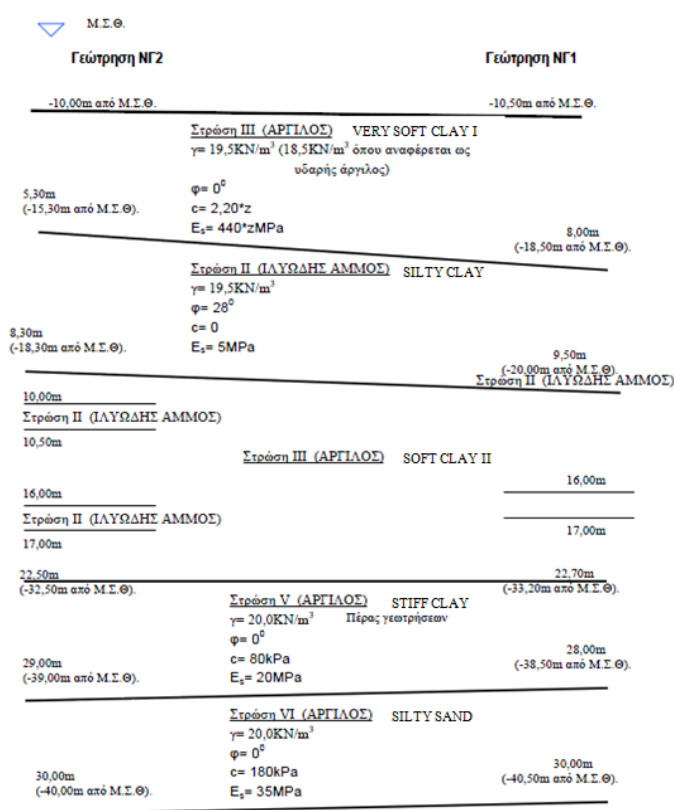 Μ.Σ.Θ.
Γεώτρηση ΝΓ2
Γεώτρηση ΝΓ1
-10,00m από Μ.Σ.Θ.
-10,50m από Μ.Σ.Θ.
Στρώση ΙΙΙ (ΑΡΓΙΛΟΣ) VERY SOFT CLAY I
γ= 19,5KN/m³ (18,5KN/m³ όπου αναφέρεται ως
υδαρής άργιλος)
φ= 0⁰
c= 2,20*z
Eₛ= 440*zMPa
5,30m
(-15,30m από Μ.Σ.Θ).
8,00m
(-18,50m από Μ.Σ.Θ).
Στρώση ΙΙ (ΙΛΥΩΔΗΣ ΑΜΜΟΣ) SILTY CLAY
γ= 19,5KN/m³
φ= 28⁰
c= 0
Eₛ= 5MPa
8,30m
(-18,30m από Μ.Σ.Θ).
9,50m
(-20,00m από Μ.Σ.Θ).
Στρώση ΙΙ (ΙΛΥΩΔΗΣ ΑΜΜΟΣ)
10,00m
Στρώση ΙΙ (ΙΛΥΩΔΗΣ ΑΜΜΟΣ)
10,50m
Στρώση ΙΙΙ (ΑΡΓΙΛΟΣ) SOFT CLAY II
16,00m
16,00m
Στρώση ΙΙ (ΙΛΥΩΔΗΣ ΑΜΜΟΣ)
17,00m
17,00m
22,50m
(-32,50m από Μ.Σ.Θ).
22,70m
(-33,20m από Μ.Σ.Θ).
Στρώση V (ΑΡΓΙΛΟΣ) STIFF CLAY
γ= 20,0KN/m³ Πέρας γεωτρήσεων
φ= 0⁰
c= 80kPa
Eₛ= 20MPa
29,00m
(-39,00m από Μ.Σ.Θ).
28,00m
(-38,50m από Μ.Σ.Θ).
Στρώση VI (ΑΡΓΙΛΟΣ) SILTY SAND
γ= 20,0KN/m³
φ= 0⁰
c= 180kPa
Eₛ= 35MPa
30,00m
(-40,00m από Μ.Σ.Θ).
30,00m
(-40,50m από Μ.Σ.Θ).